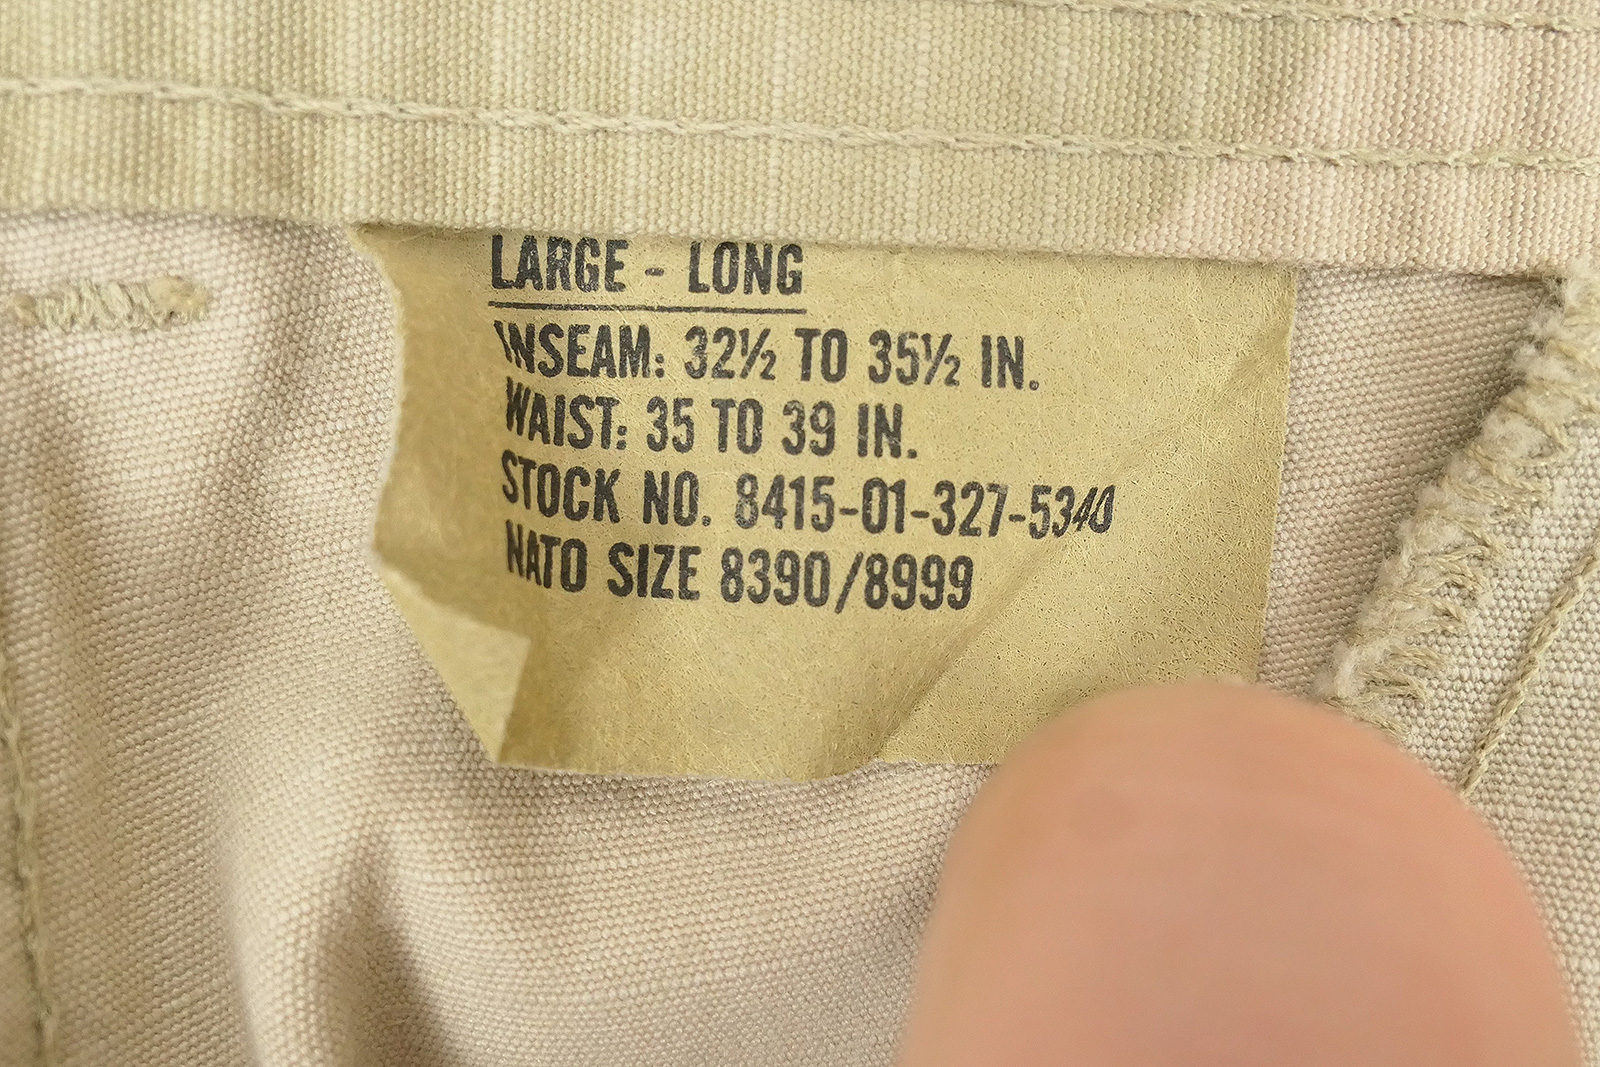 LARGE - LONG
INSEAM: 32½ TO 35½ IN.
WAIST: 35 TO 39 IN.
STOCK NO. 8415-01-327-5340
NATO SIZE 8390/8999